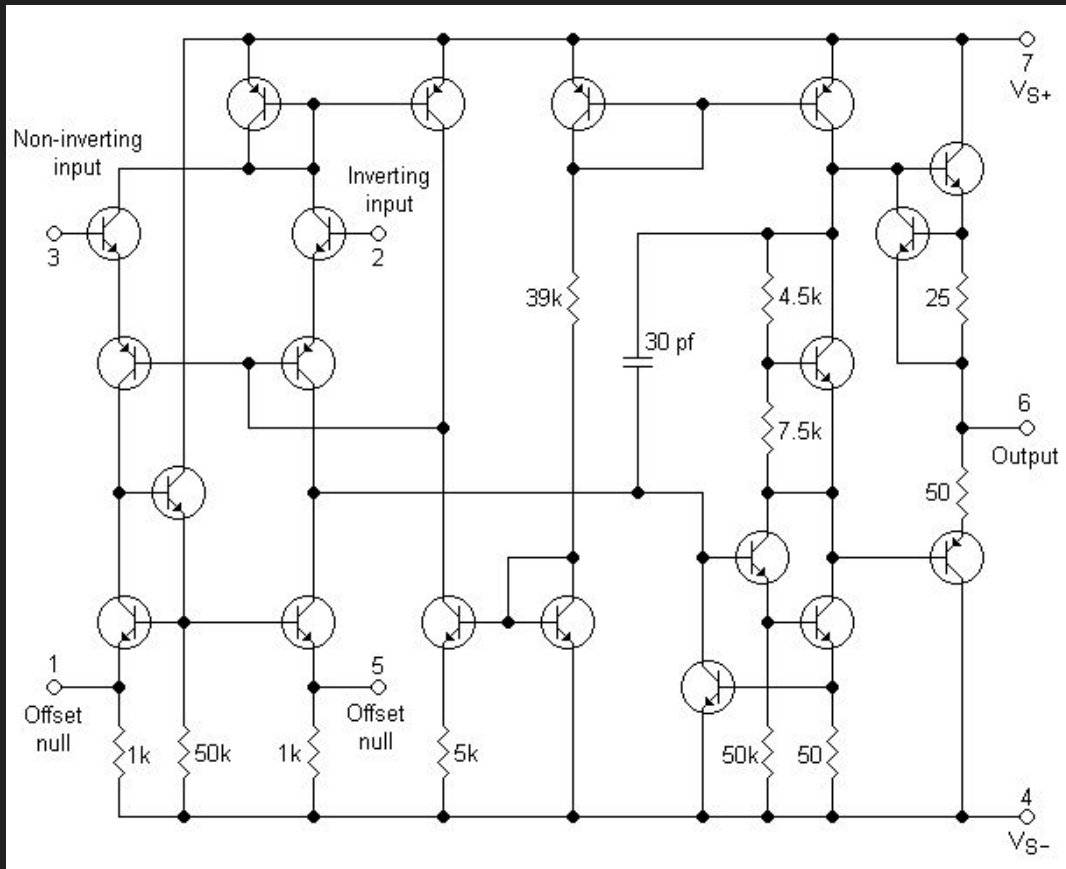 7
VS+
Non-inverting
input
Inverting
input
3
2
39k
4.5k
25
30 pf
7.5k
6
Output
50
1
Offset
null
5
Offset
null
1k
50k
1k
5k
50k
50
4
VS−